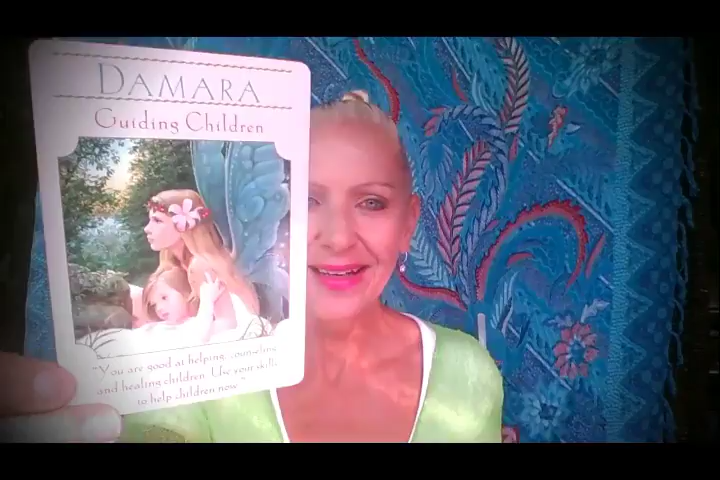 DAMARA
Guiding Children
"You are good at helping, counseling
and healing children. Use your skills
to help children now."